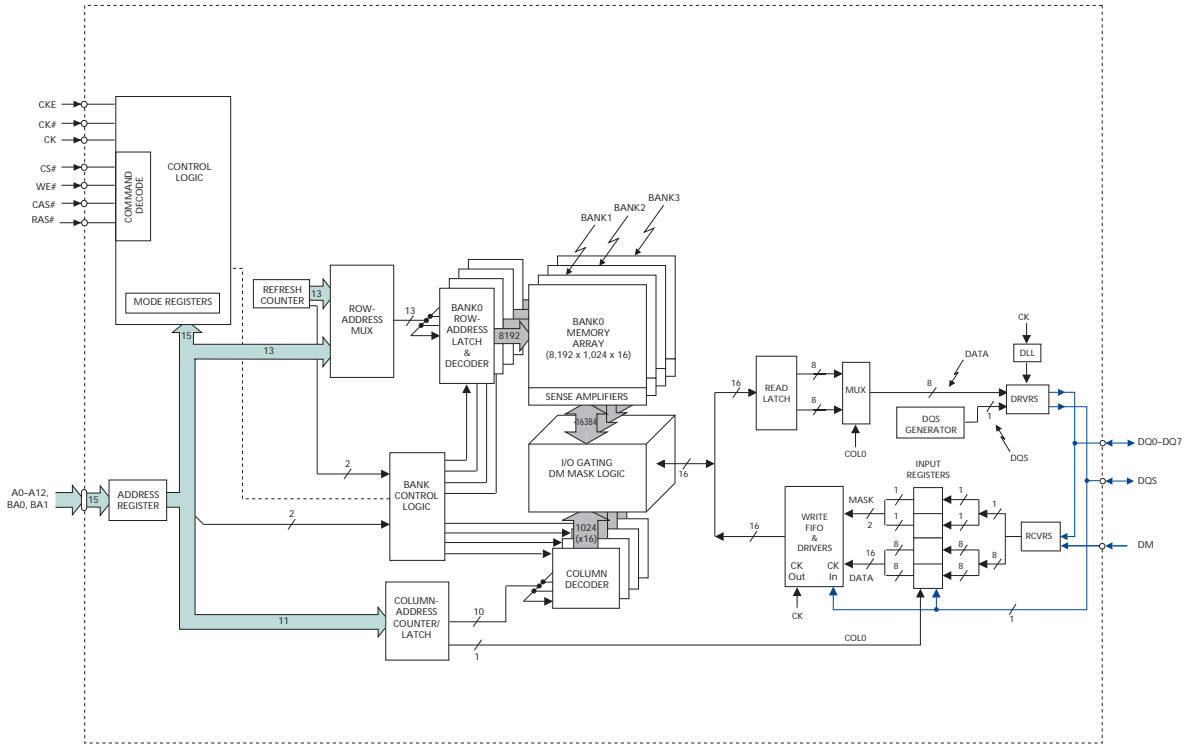 CKE
CK#
CK
CS#
WE#
CAS#
RAS#
COMMAND
DECODE
CONTROL
LOGIC
MODE REGISTERS
15
13
REFRESH
COUNTER
13
ROW-
ADDRESS
MUX
13
BANK0
ROW-
ADDRESS
LATCH
&
DECODER
8192
BANK1
BANK2
BANK3
BANK0
MEMORY
ARRAY
(8,192 x 1,024 x 16)
SENSE AMPLIFIERS
16384
I/O GATING
DM MASK LOGIC
16
1024
(x16)
COLUMN
DECODER
A0–A12,
BA0, BA1
15
ADDRESS
REGISTER
2
2
BANK
CONTROL
LOGIC
11
COLUMN-
ADDRESS
COUNTER/
LATCH
10
1
COL0
16
READ
LATCH
8
8
MUX
COL0
8
DATA
DQS
GENERATOR
1
DQS
CK
DLL
DRVRS
DQ0–DQ7
DQS
DM
16
WRITE
FIFO
&
DRIVERS
CK
Out
CK
In
CK
MASK
2
16
DATA
INPUT
REGISTERS
1
1
8
8
1
1
8
8
1
8
RCVRS
1